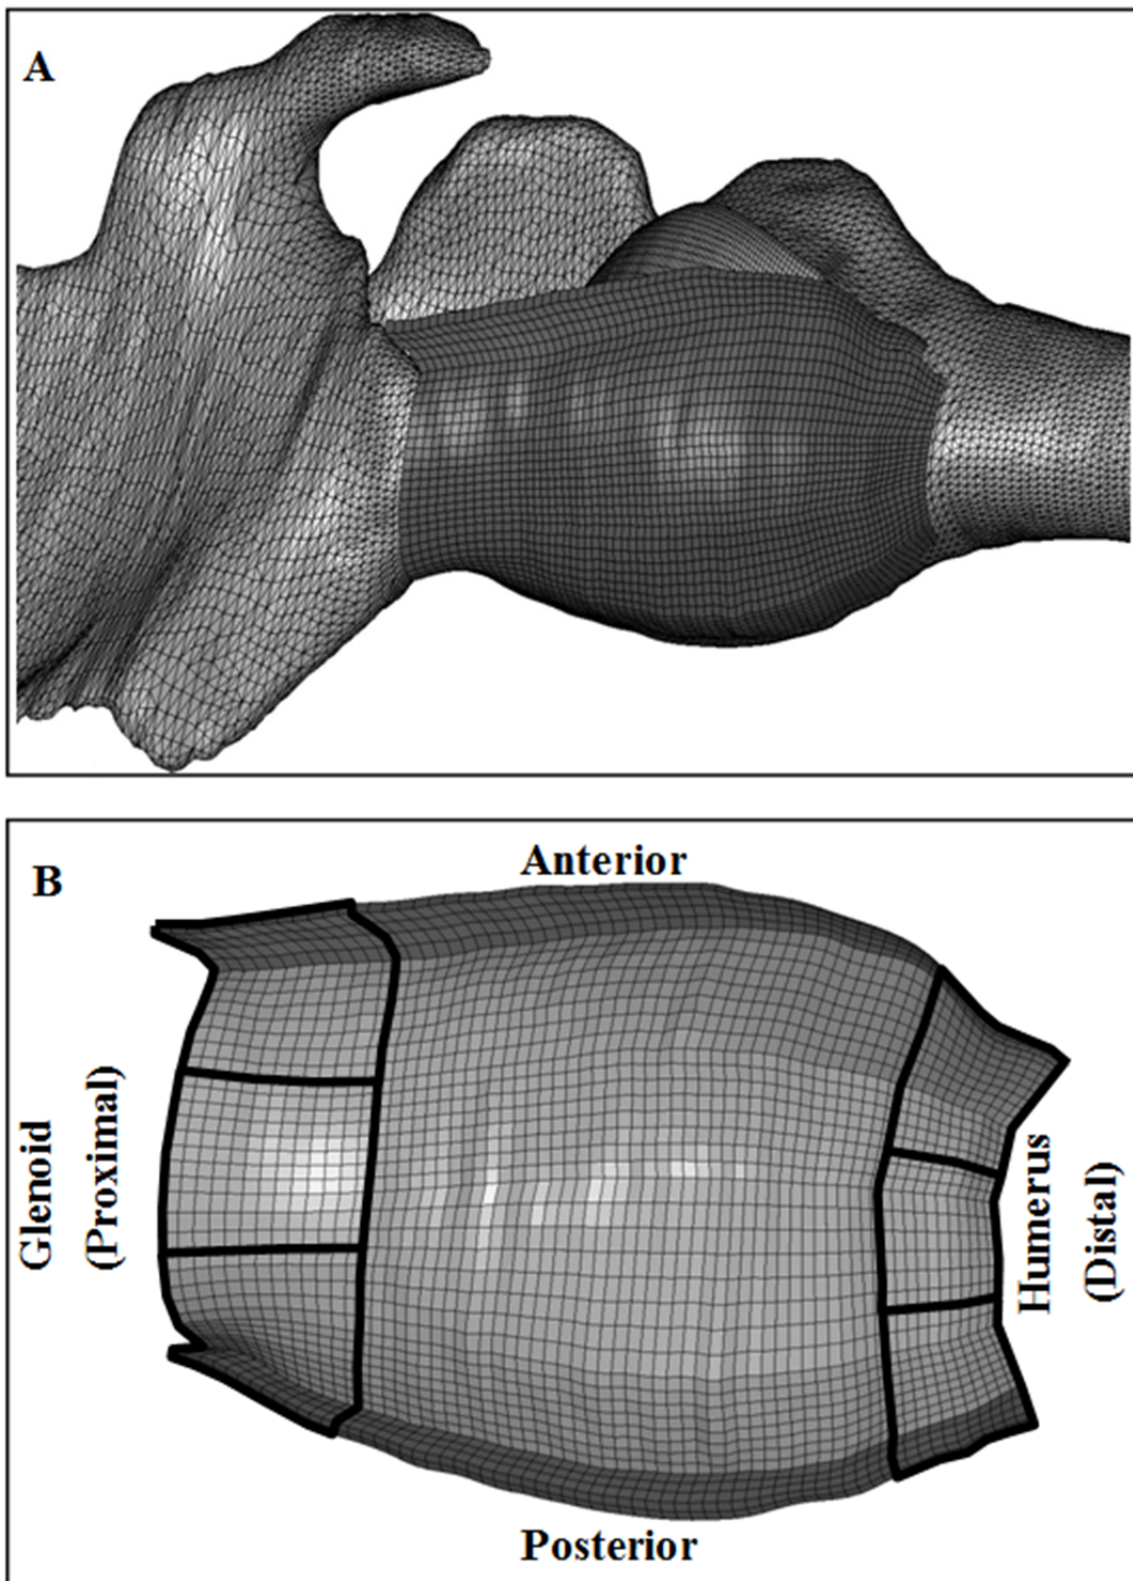 A
B
Anterior
Glenoid
(Proximal)
Humerus
(Distal)
Posterior